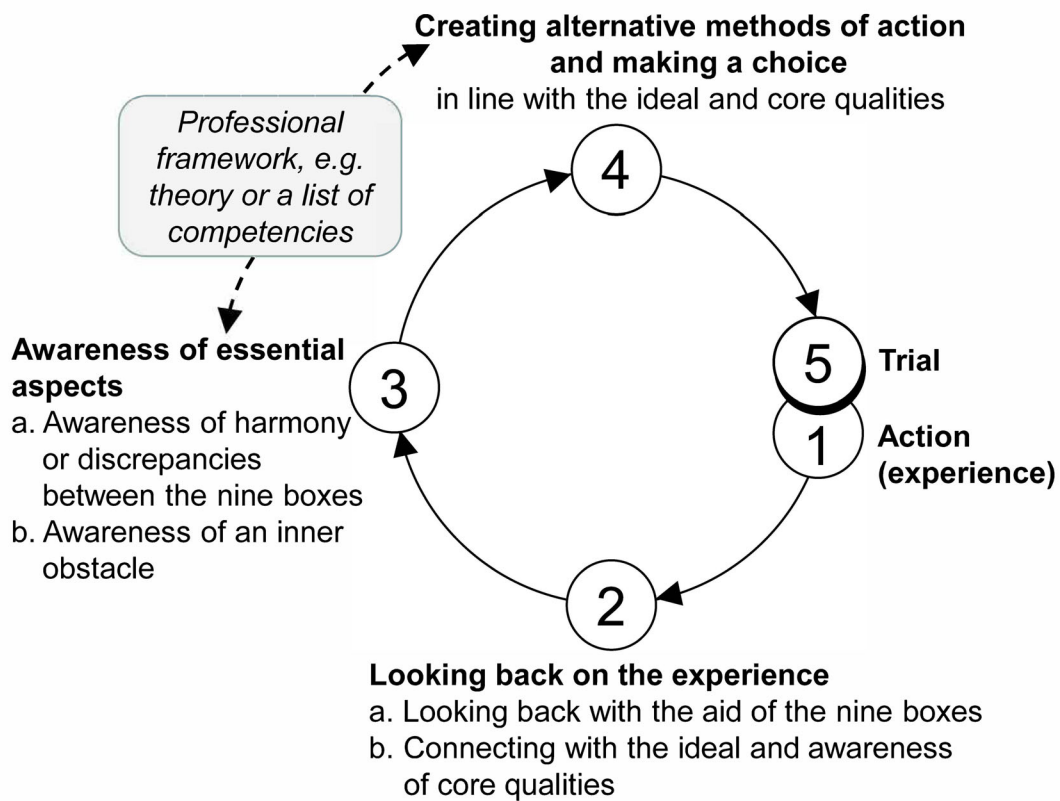 Creating alternative methods of action
and making a choice
in line with the ideal and core qualities
Professional
framework, e.g.
theory or a list of
competencies
4
5
Trial
1
Action
(experience)
3
Awareness of essential
aspects
a. Awareness of harmony
or discrepancies
between the nine boxes
b. Awareness of an inner
obstacle
2
Looking back on the experience
a. Looking back with the aid of the nine boxes
b. Connecting with the ideal and awareness
of core qualities